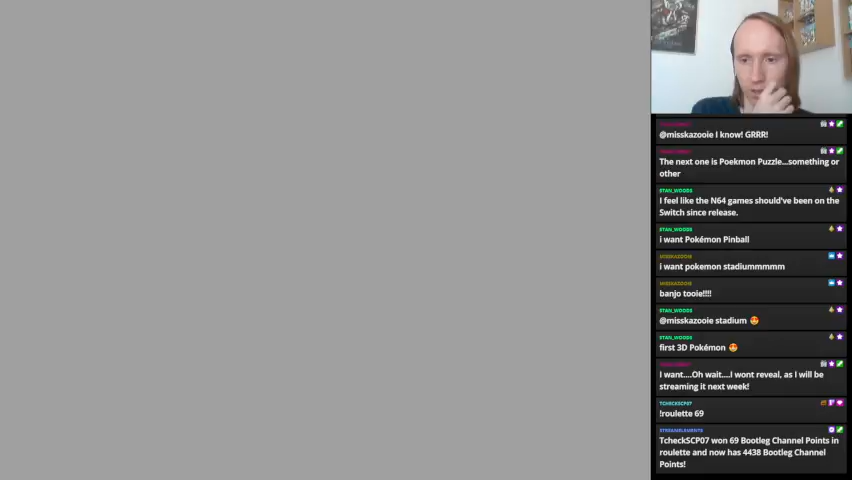 @misskazooie I know! GRRR!
The next one is Poekmon Puzzle...something or
other
STAN_WOODS
I feel like the N64 games should've been on the
Switch since release.
STAN_WOODS
i want Pokémon Pinball
MISSKAZOOIE
i want pokemon stadiummmmm
MISSKAZOOIE
banjo tooie!!!!
STAN_WOODS
@misskazooie stadium 😍
STAN_WOODS
first 3D Pokémon 😍
I want....Oh wait....I wont reveal, as I will be
streaming it next week!
TCHECKSCP07
!roulette 69
TcheckSCP07 won 69 Bootleg Channel Points in
roulette and now has 4438 Bootleg Channel
Points!